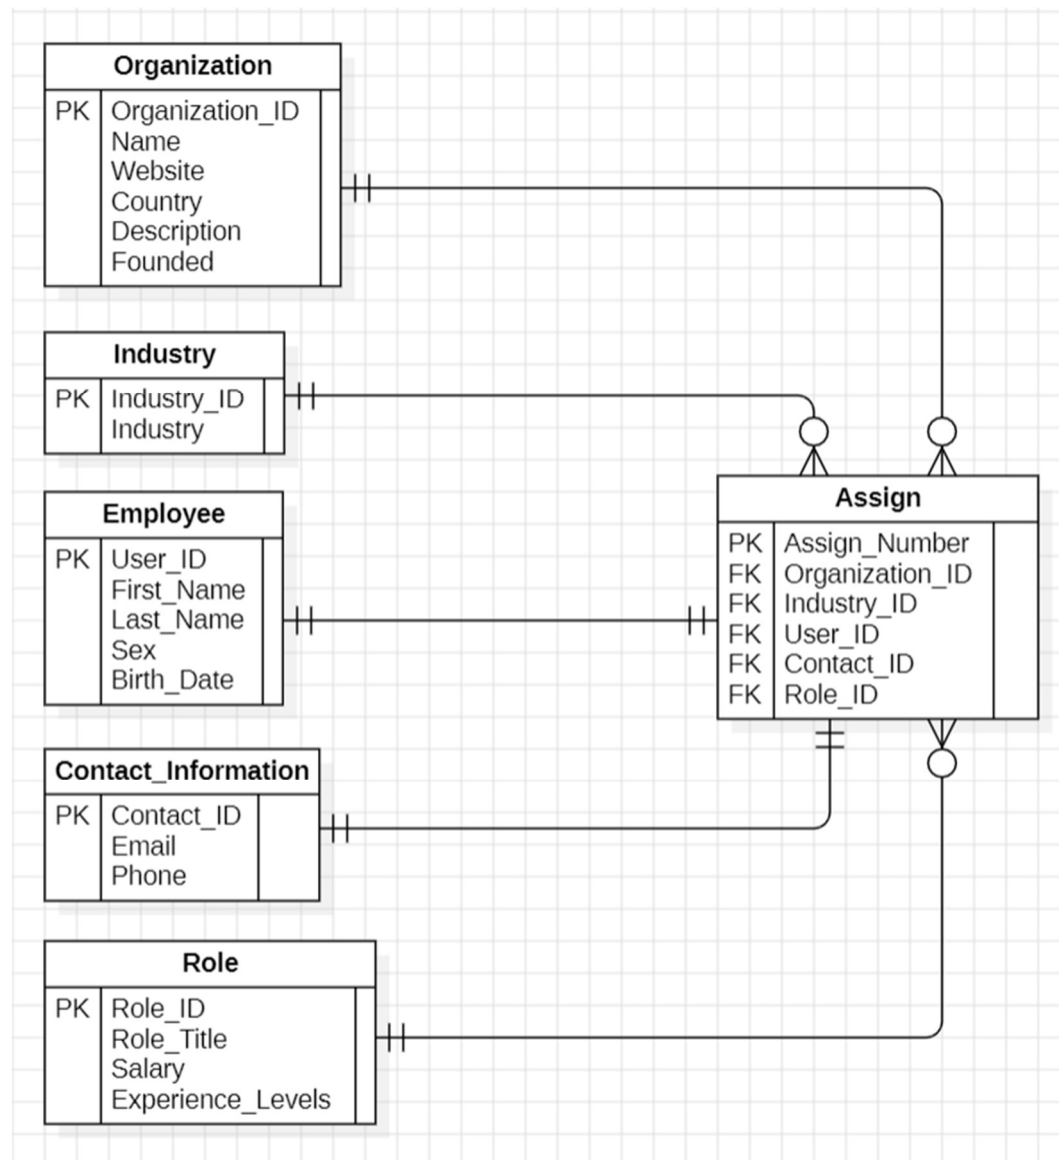 Organization
PK Organization_ID
Name
Website
Country
Description
Founded
Industry
PK Industry_ID
Industry
Employee
PK User_ID
First_Name
Last_Name
Sex
Birth_Date
Contact_Information
PK Contact_ID
Email
Phone
Role
PK Role_ID
Role_Title
Salary
Experience_Levels
Assign
PK Assign_Number
FK Organization_ID
FK Industry_ID
FK User_ID
FK Contact_ID
FK Role_ID